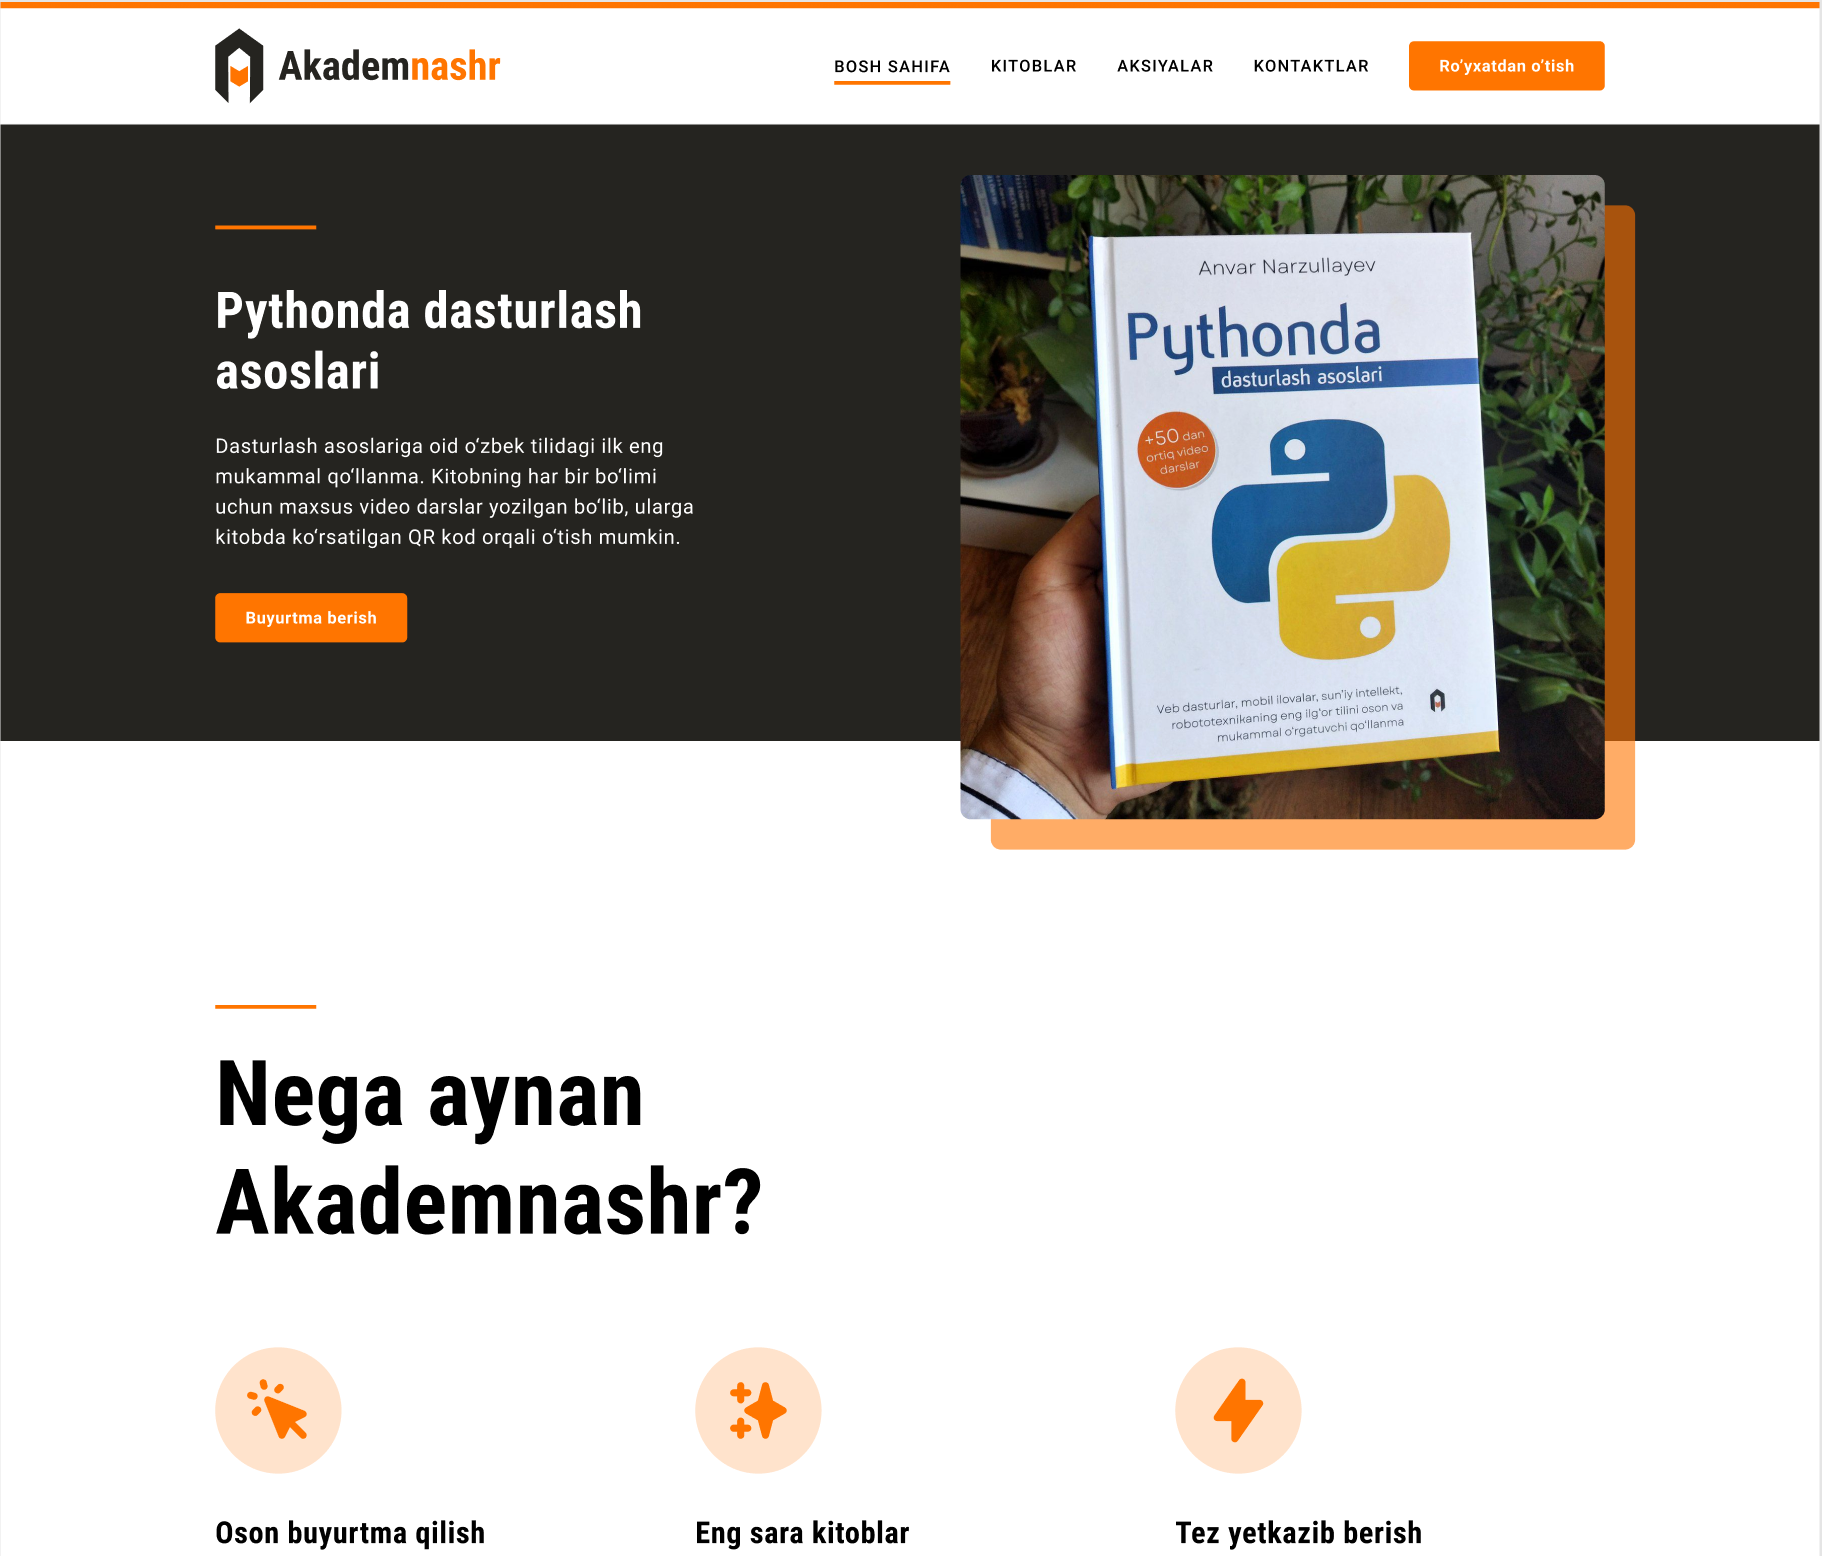 Akademnashr
BOSH SAHIFA
KITOBLAR
AKSIYALAR
KONTAKTLAR
Ro‘yxatdan o‘tish
Pythonda dasturlash
asoslari
Dasturlash asoslariga oid o‘zbek tilidagi ilk eng
mukammal qo‘llanma. Kitobning har bir bo‘limi
uchun maxsus video darslar yozilgan bo‘lib, ularga
kitobda ko‘rsatilgan QR kod orqali o‘tish mumkin.
Buyurtma berish
Anvar Narzullayev
Pythonda
dasturlash asoslari
+50 dan
ortiq video
darslar
Veb dasturlar, mobil ilovalar, sun’iy intellekt,
robototexnikaning eng ilg‘or tilini oson va
mukammal o‘rgatuvchi qo‘llanma
Nega aynan
Akademnashr?
Oson buyurtma qilish
Eng sara kitoblar
Tez yetkazib berish